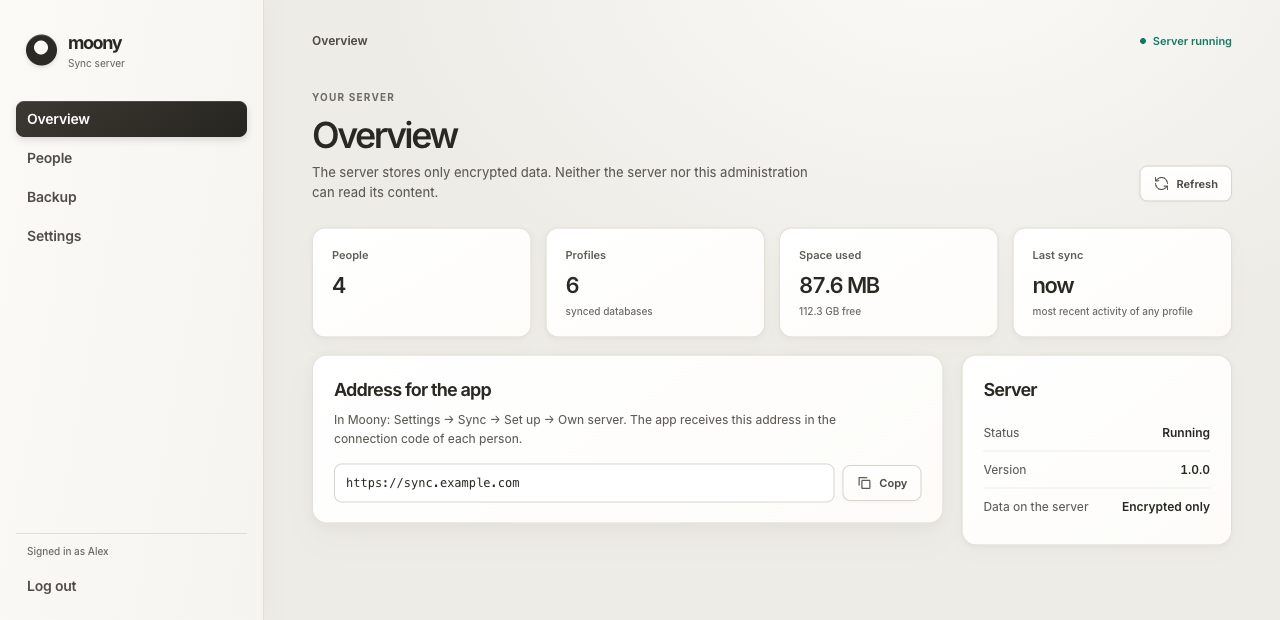 moony
Sync server
Overview
People
Backup
Settings
Signed in as Alex
Log out
Overview
Server running
YOUR SERVER
Overview
The server stores only encrypted data. Neither the server nor this administration
can read its content.
Refresh
People
4
Profiles
6
synced databases
Space used
87.6 MB
112.3 GB free
Last sync
now
most recent activity of any profile
Address for the app
In Moony: Settings → Sync → Set up → Own server. The app receives this address in the
connection code of each person.
https://sync.example.com
Copy
Server
Status Running
Version 1.0.0
Data on the server Encrypted only